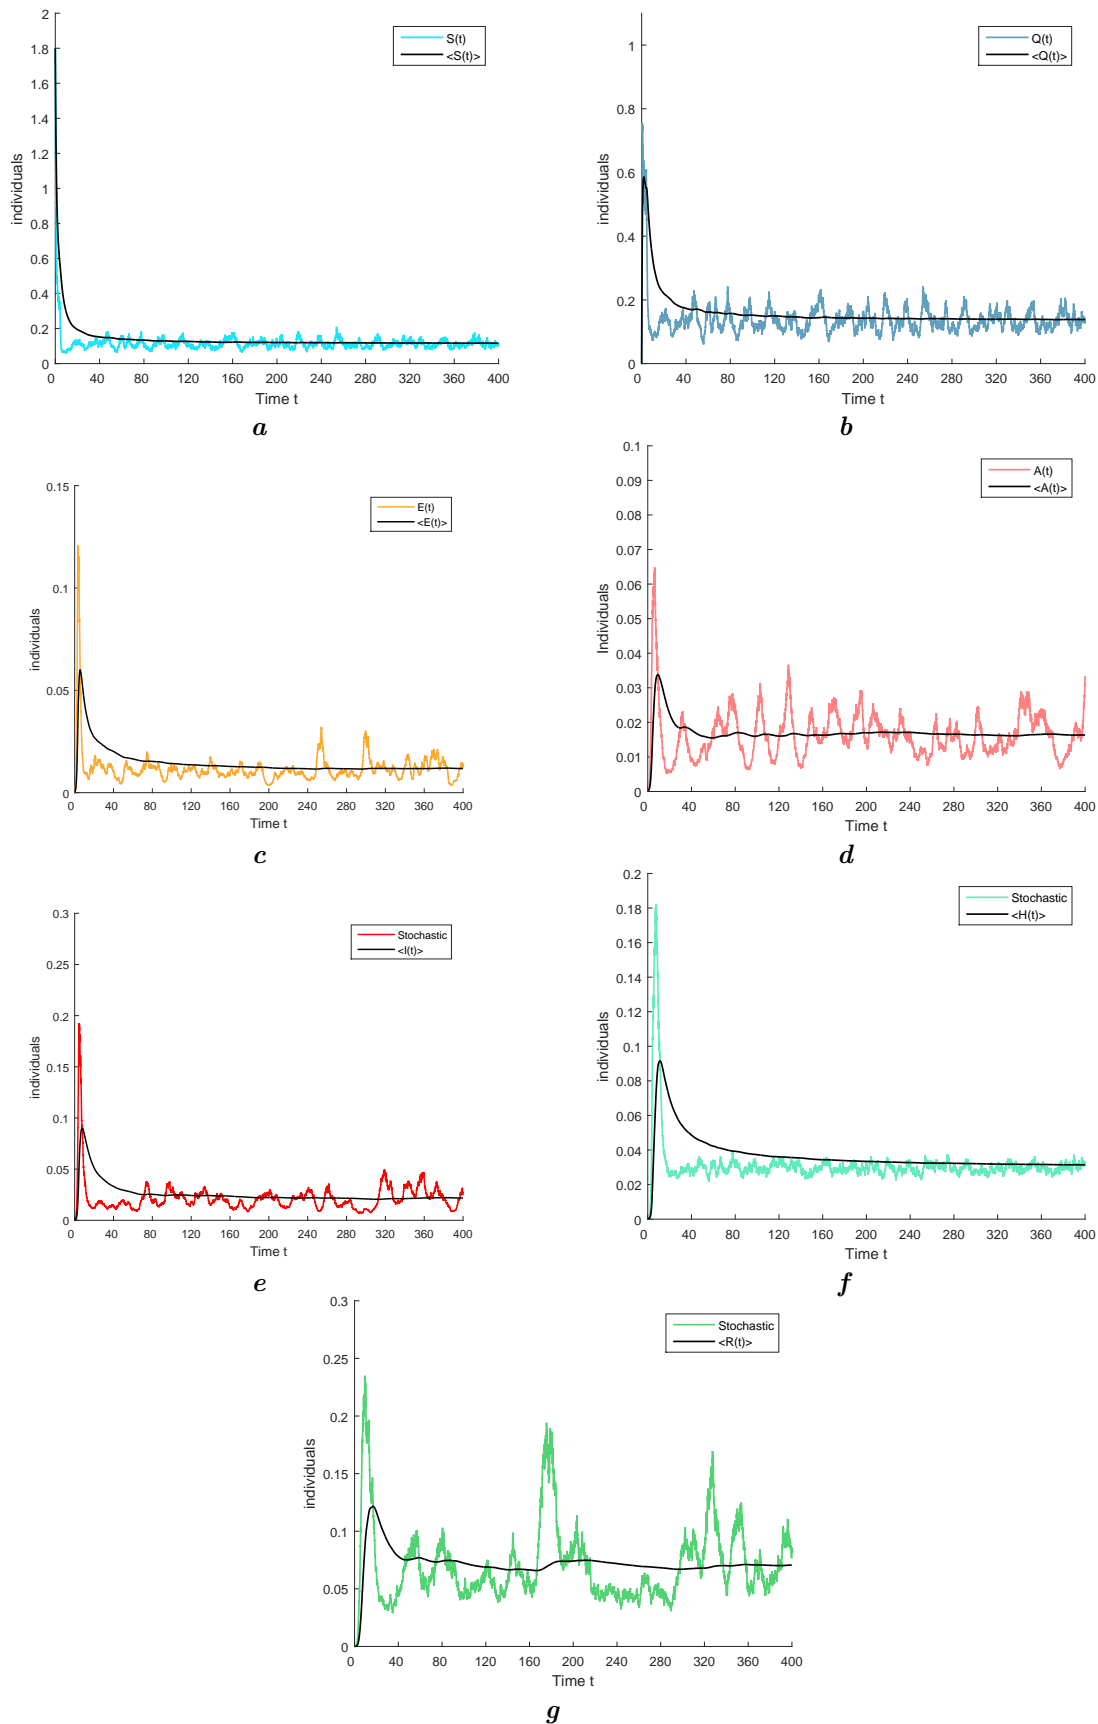 2
1.8
1.6
1.4
1.2
1
0.8
0.6
0.4
0.2
0
individuals
S(t)
<S(t)>
0 40 80 120 160 200 240 280 320 360 400
Time t
a
1
0.8
0.6
0.4
0.2
0
individuals
Q(t)
<Q(t)>
0 40 80 120 160 200 240 280 320 360 400
Time t
b
0.15
0.1
0.05
0
individuals
E(t)
<E(t)>
0 40 80 120 160 200 240 280 320 360 400
Time t
c
0.1
0.09
0.08
0.07
0.06
0.05
0.04
0.03
0.02
0.01
0
Individuals
A(t)
<A(t)>
0 40 80 120 160 200 240 280 320 360 400
Time t
d
0.3
0.25
0.2
0.15
0.1
0.05
0
individuals
Stochastic
<I(t)>
0 40 80 120 160 200 240 280 320 360 400
Time t
e
0.2
0.18
0.16
0.14
0.12
0.1
0.08
0.06
0.04
0.02
0
individuals
Stochastic
<H(t)>
0 40 80 120 160 200 240 280 320 360 400
Time t
f
0.3
0.25
0.2
0.15
0.1
0.05
0
individuals
Stochastic
<R(t)>
0 40 80 120 160 200 240 280 320 360 400
Time t
g